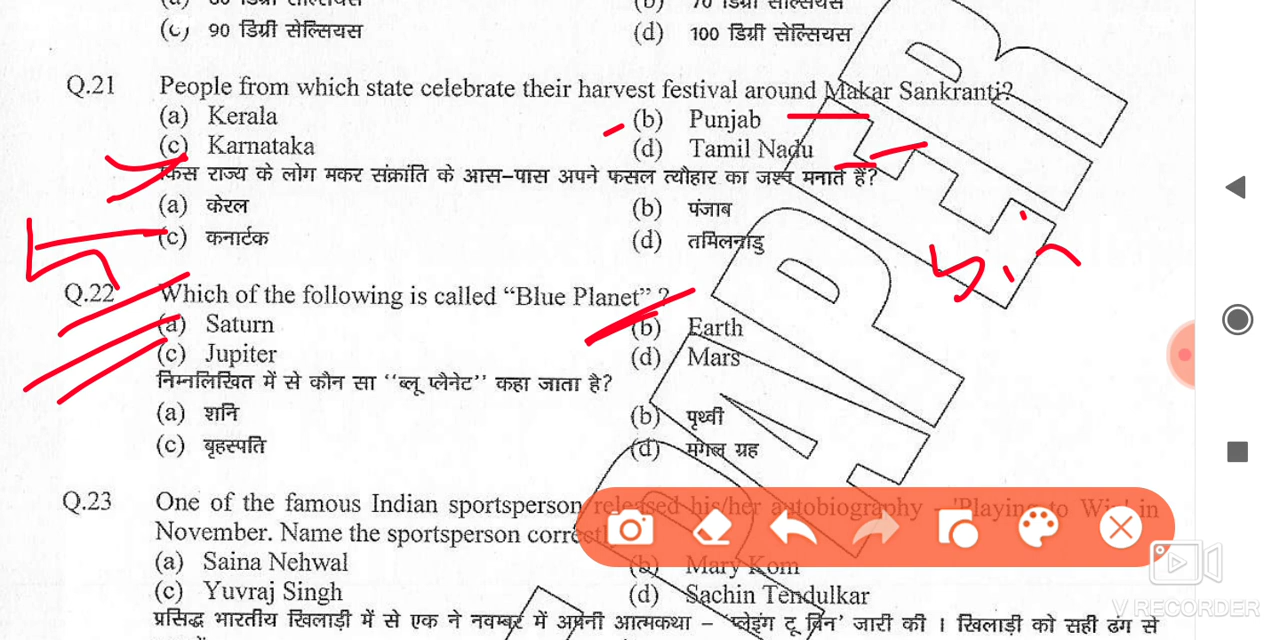 (c) 90 डिग्री सेल्सियस (d) 100 डिग्री सेल्सियस
Q.21 People from which state celebrate their harvest festival around Makar Sankranti?
(a) Kerala (b) Punjab
(c) Karnataka (d) Tamil Nadu
किस राज्य के लोग मकर संक्रांति के आस-पास अपने फसल त्यौहार का जश्न मनाते हैं?
(a) केरल (b) पंजाब
(c) कनार्टक (d) तमिलनाडु
Q.22 Which of the following is called “Blue Planet” ?
(a) Saturn (b) Earth
(c) Jupiter (d) Mars
निम्नलिखित में से कौन सा ‘‘ब्लू प्लैनेट’’ कहा जाता है?
(a) शनि (b) पृथ्वी
(c) बृहस्पति (d) मंगल ग्रह
Q.23 One of the famous Indian sportsperson released his/her autobiography - 'Playing to Win' in
November. Name the sportsperson
(a) Saina Nehwal (b) Mary Kom
(c) Yuvraj Singh (d) Sachin Tendulkar
प्रसिद्ध भारतीय खिलाड़ी में से एक ने नवम्बर में अपनी आत्मकथा – ‘प्लेइंग टू विन’ जारी की । खिलाड़ी को सही ढंग से
V RECORDER